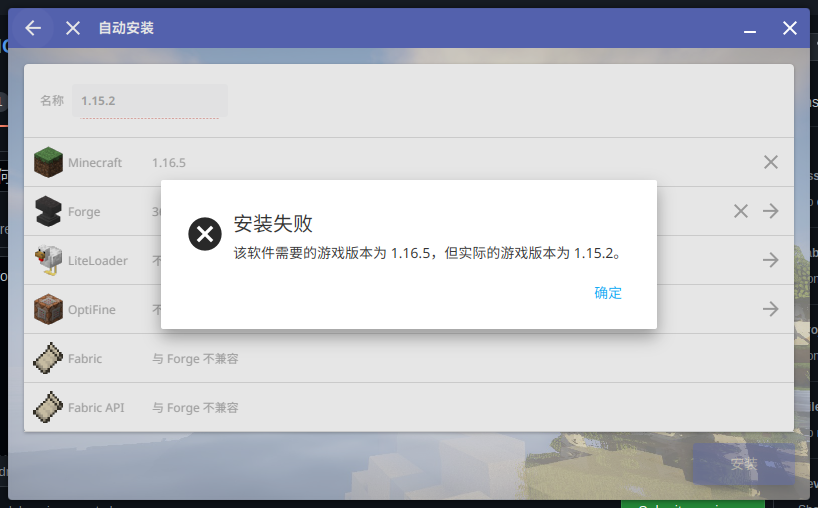 自动安装
名称 1.15.2
Minecraft 1.16.5
Forge
安装失败
该软件需要的游戏版本为 1.16.5，但实际的游戏版本为 1.15.2。
LiteLoader
确定
OptiFine
Fabric 与 Forge 不兼容
Fabric API 与 Forge 不兼容
安装